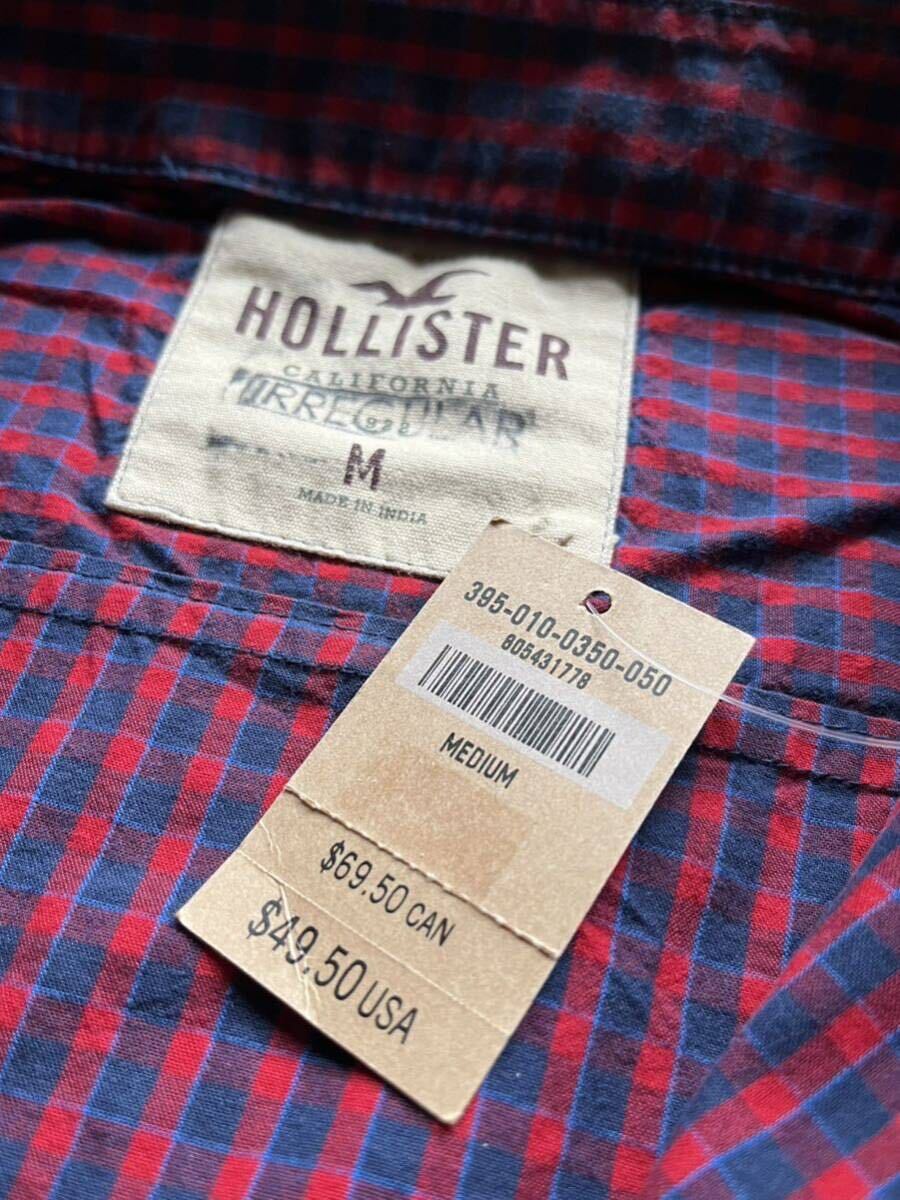 HOLLISTER
CALIFORNIA
IRREGULAR
M
MADE IN INDIA
395-010-0350-050
805431778
MEDIUM
$69.50 CAN
$49.50 USA